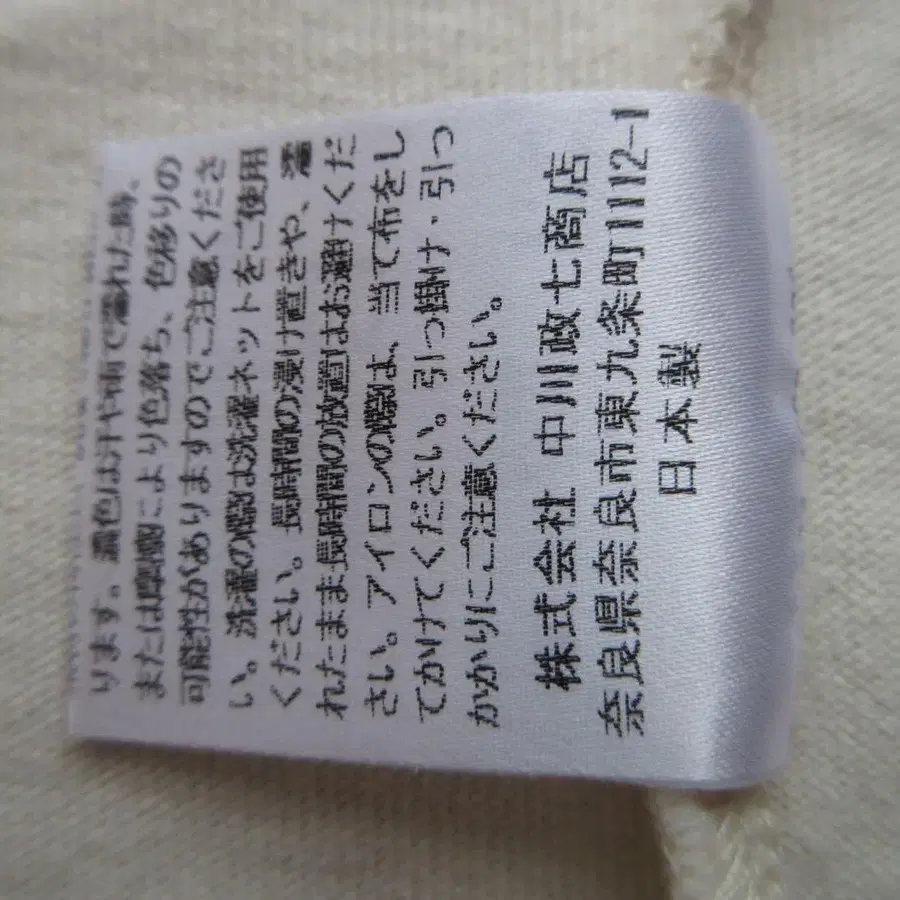 ります。濃色は汗や雨で濡れた時、
または摩擦により色落ち、色移りの
可能性がありますのでご注意くださ
い。洗濯の際は洗濯ネットをご使用
ください。長時間の浸け置きや、濡
れたまま長時間の放置はお避けくだ
さい。アイロンの際は、当て布をし
てかけてください。引っ掛け・引っ
かかりにご注意ください。
株式会社 中川政七商店
奈良県奈良市東九条町1112-1
日本製